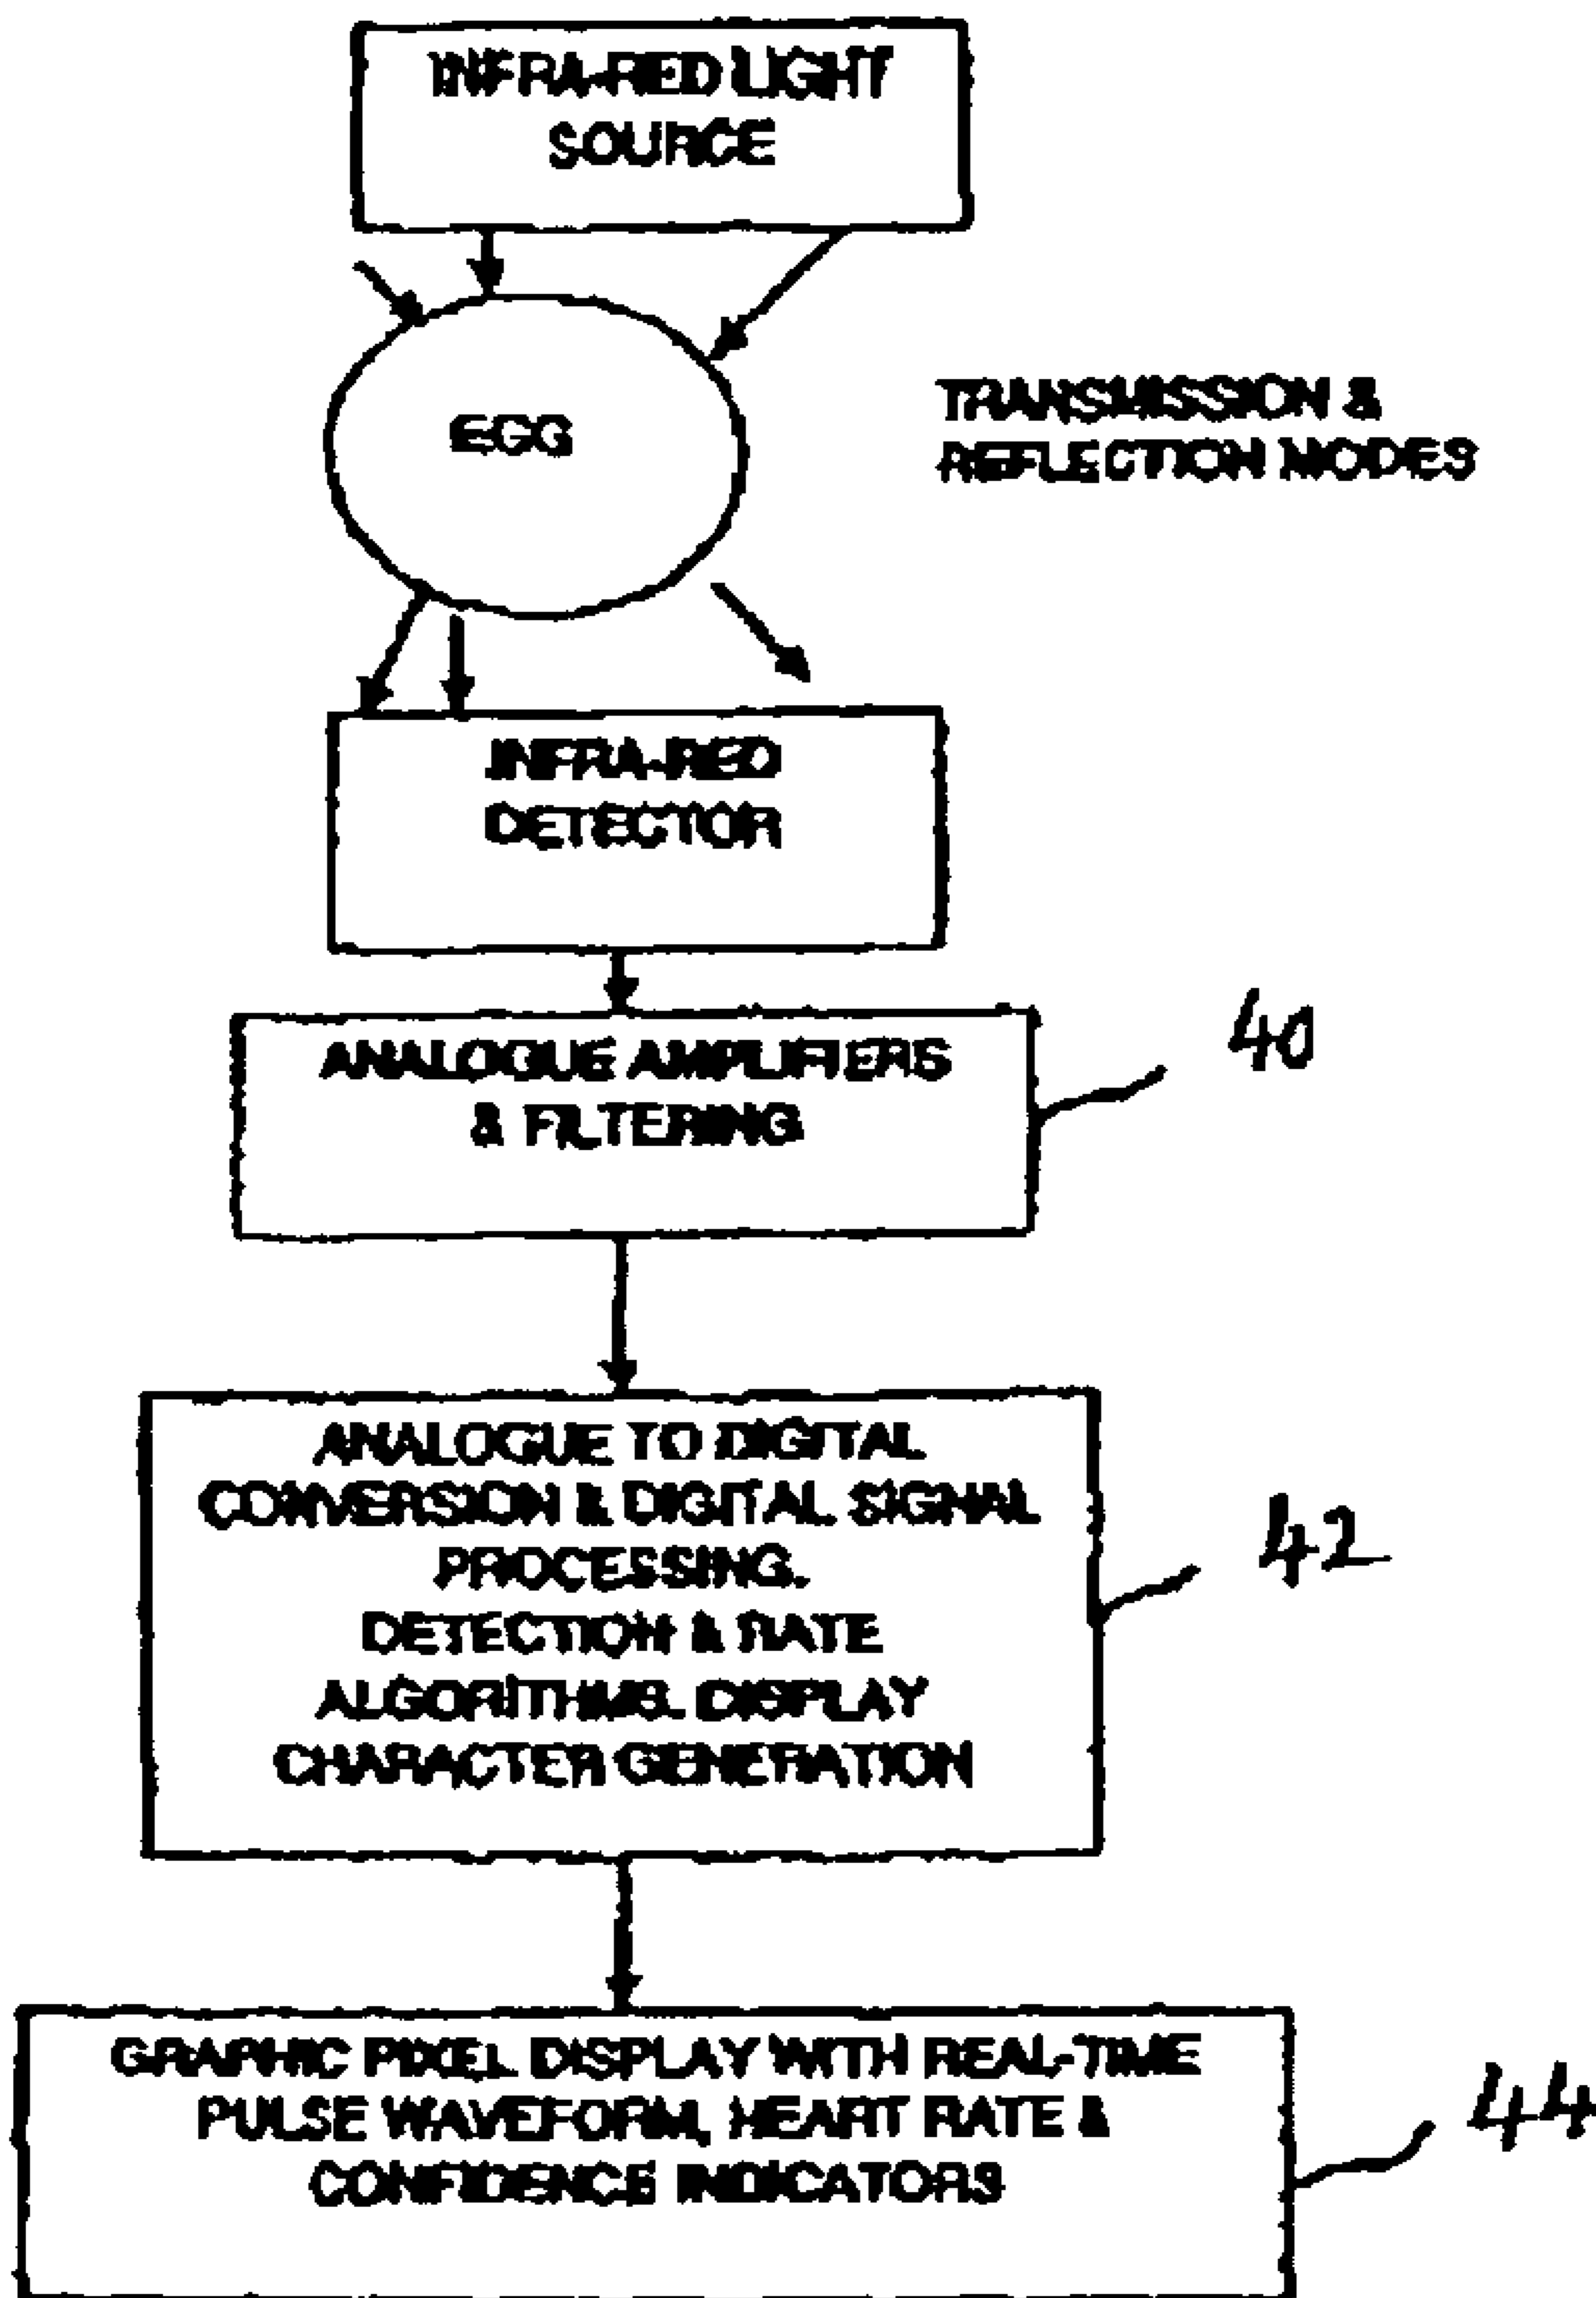 INFRA-RED LIGHT
SOURCE
EGG
TRANSMISSION &
REFLECTION MODES
INFRA-RED
DETECTOR
ANALOGUE AMPLIFIERS
& FILTERING
40
ANALOGUE TO DIGITAL
CONVERSION & DIGITAL SIGNAL
PROCESSING.
DETECTION & RATE
ALGORITHMS. DISPLAY
CHARACTER GENERATION
42
GRAPHIC PIXEL DISPLAY WITH REAL-TIME
PULSE WAVEFORM, HEART RATE &
CONFIDENCE INDICATORS
44